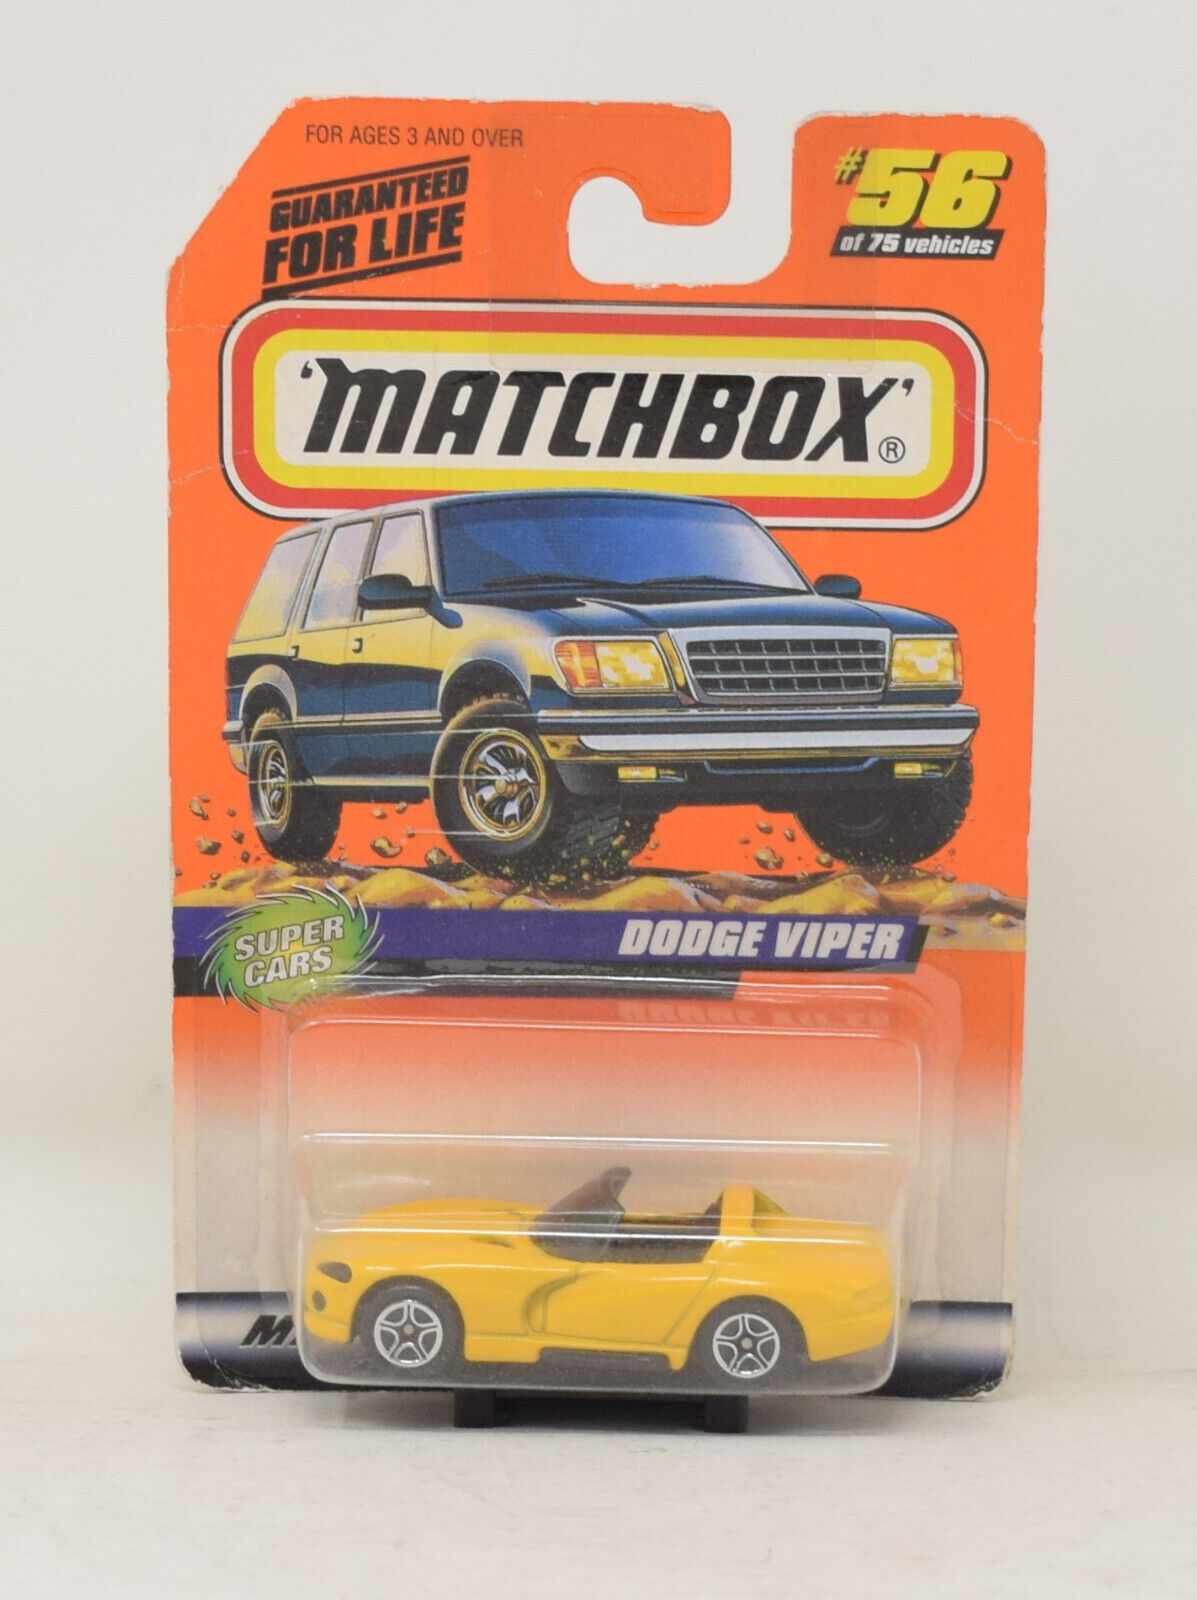 FOR AGES 3 AND OVER
GUARANTEED
FOR LIFE
#56
of 75 vehicles
'MATCHBOX'®
DODGE VIPER
SUPER
CARS